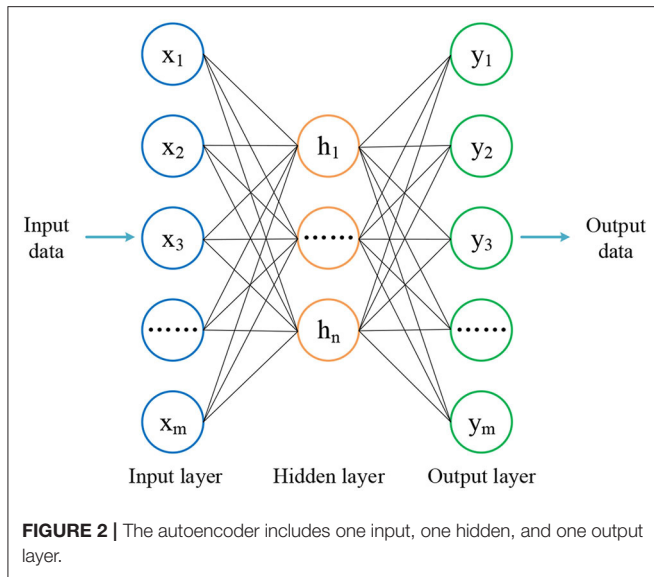 x1 y1
x2 h1 y2
Input data x3 ...... y3 Output data
...... hn ......
xm ym
Input layer Hidden layer Output layer
FIGURE 2 | The autoencoder includes one input, one hidden, and one output
layer.